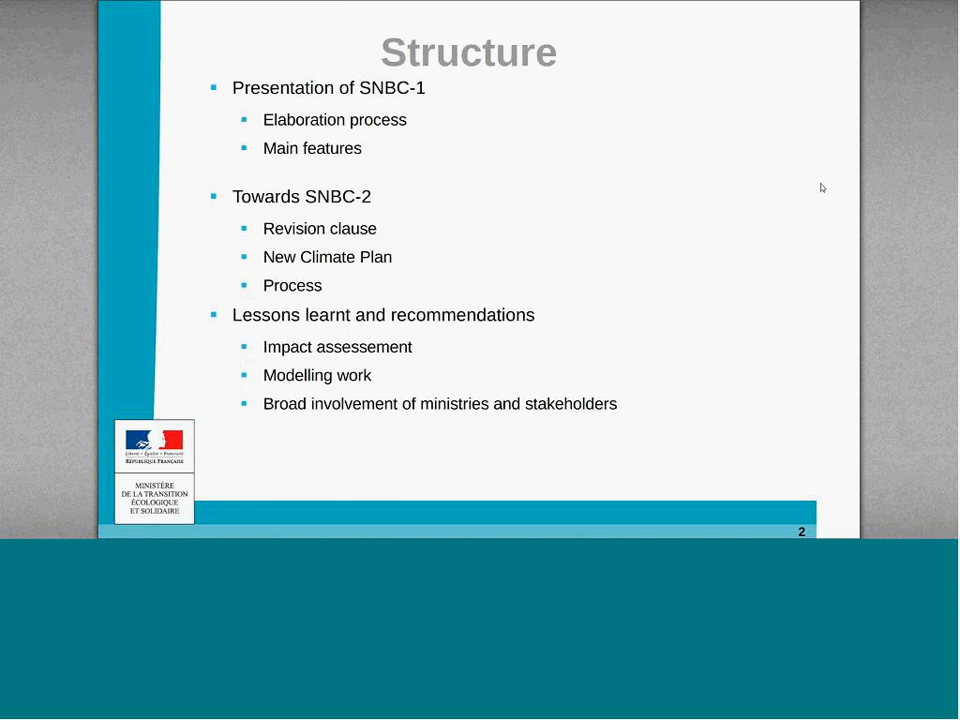 Structure
Presentation of SNBC-1
Elaboration process
Main features
Towards SNBC-2
Revision clause
New Climate Plan
Process
Lessons learnt and recommendations
Impact assessement
Modelling work
Broad involvement of ministries and stakeholders
Liberté • Égalité • Fraternité
RÉPUBLIQUE FRANÇAISE
MINISTÈRE
DE LA TRANSITION
ÉCOLOGIQUE
ET SOLIDAIRE
2